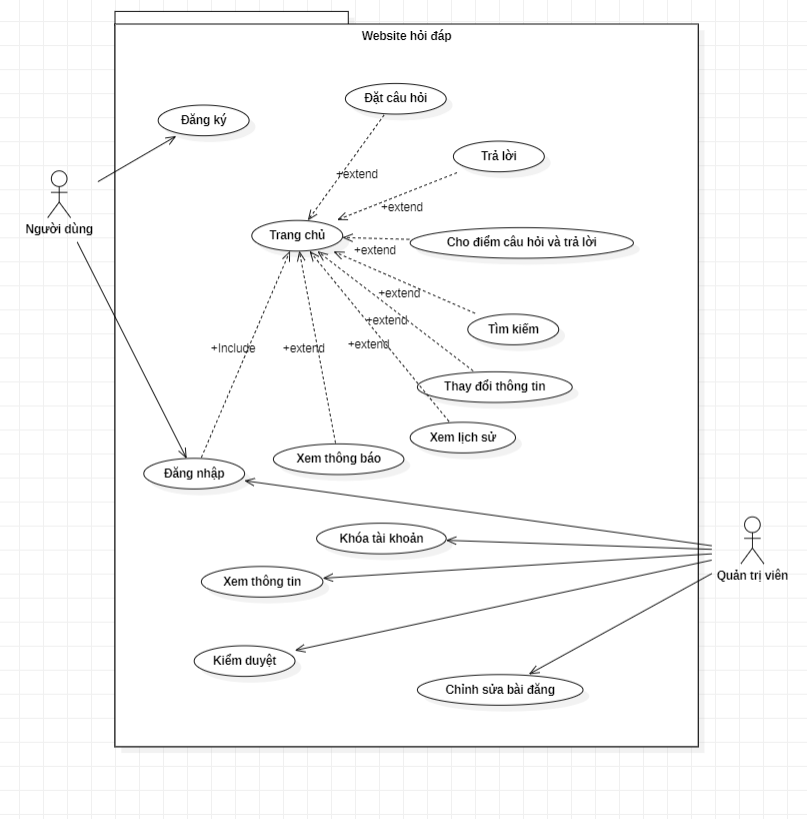 Website hỏi đáp
Đặt câu hỏi
Đăng ký
Trả lời
+extend
+extend
Người dùng
Trang chủ
Cho điểm câu hỏi và trả lời
+extend
+extend
+extend
Tìm kiếm
+Include
+extend
+extend
Thay đổi thông tin
Xem lịch sử
Xem thông báo
Đăng nhập
Khóa tài khoản
Xem thông tin
Quản trị viên
Kiểm duyệt
Chỉnh sửa bài đăng